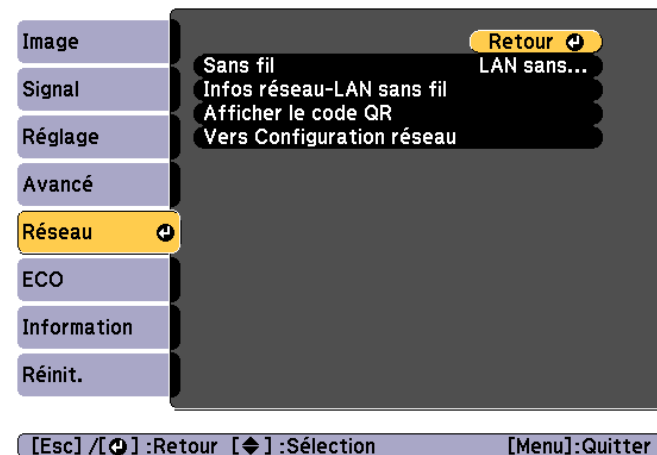 Image
Signal
Réglage
Avancé
Réseau
ECO
Information
Réinit.
Retour
Sans fil LAN sans...
Infos réseau-LAN sans fil
Afficher le code QR
Vers Configuration réseau
[Esc] /[ ] :Retour [ ] :Sélection [Menu]:Quitter